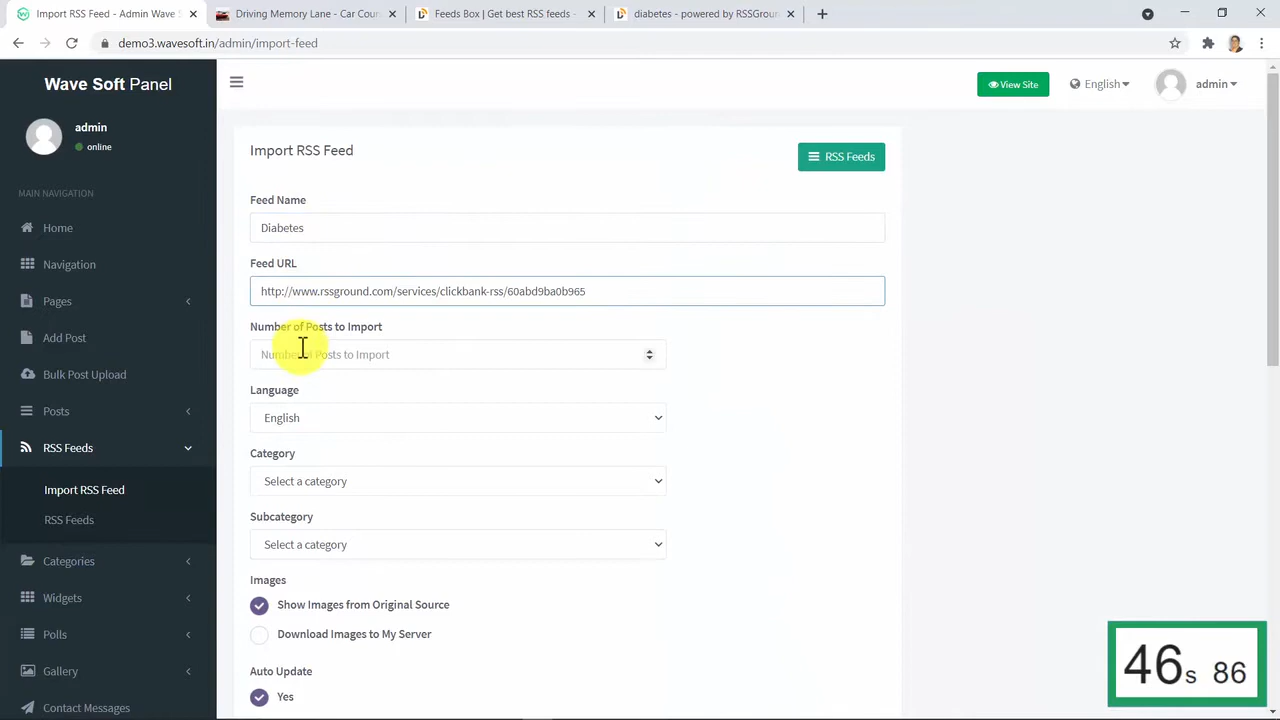 Import RSS Feed - Admin Wave S
Driving Memory Lane - Car Cou
Feeds Box. Get best RSS feeds
clickbank - powered by RSSGroun
demo3.wavesoft.in/admin/import-feed
Wave Soft Panel
View Site
English
admin
admin
online
MAIN NAVIGATION
Home
Navigation
Pages
Add Post
Bulk Post Upload
Posts
RSS Feeds
Import RSS Feed
RSS Feeds
Categories
Widgets
Polls
Gallery
Contact Messages
Import RSS Feed
RSS Feeds
Feed Name
Diabetes
Feed URL
http://www.rssground.com/services/clickbank-rss/60abd9ba0b965
Number of Posts to Import
Number of Posts to Import
Language
English
Category
Select a category
Subcategory
Select a category
Images
Show Images from Original Source
Download Images to My Server
Auto Update
Yes
46s 86